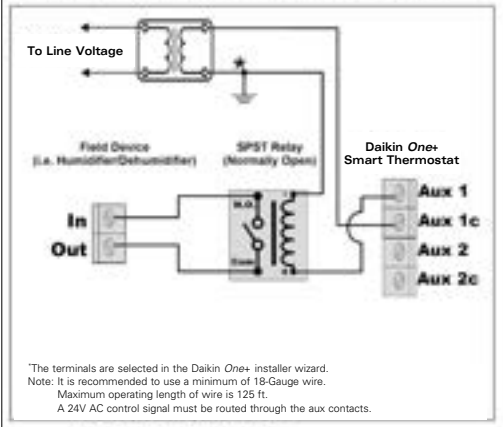 To Line Voltage
*
Field Device
(i.e. Humidifier/Dehumidifier)
SPST Relay
(Normally Open)
Daikin One+
Smart Thermostat
In
Out
N.O.
Com
Aux 1
Aux 1c
Aux 2
Aux 2c
*The terminals are selected in the Daikin One+ installer wizard.
Note: It is recommended to use a minimum of 18-Gauge wire.
Maximum operating length of wire is 125 ft.
A 24V AC control signal must be routed through the aux contacts.